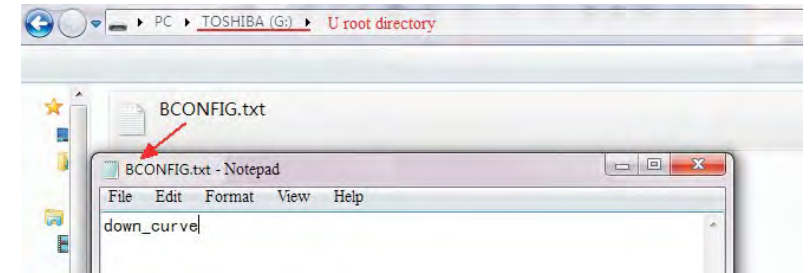 PC TOSHIBA (G:) U root directory
BCONFIG.txt
BCONFIG.txt - Notepad
File Edit Format View Help
down_curve